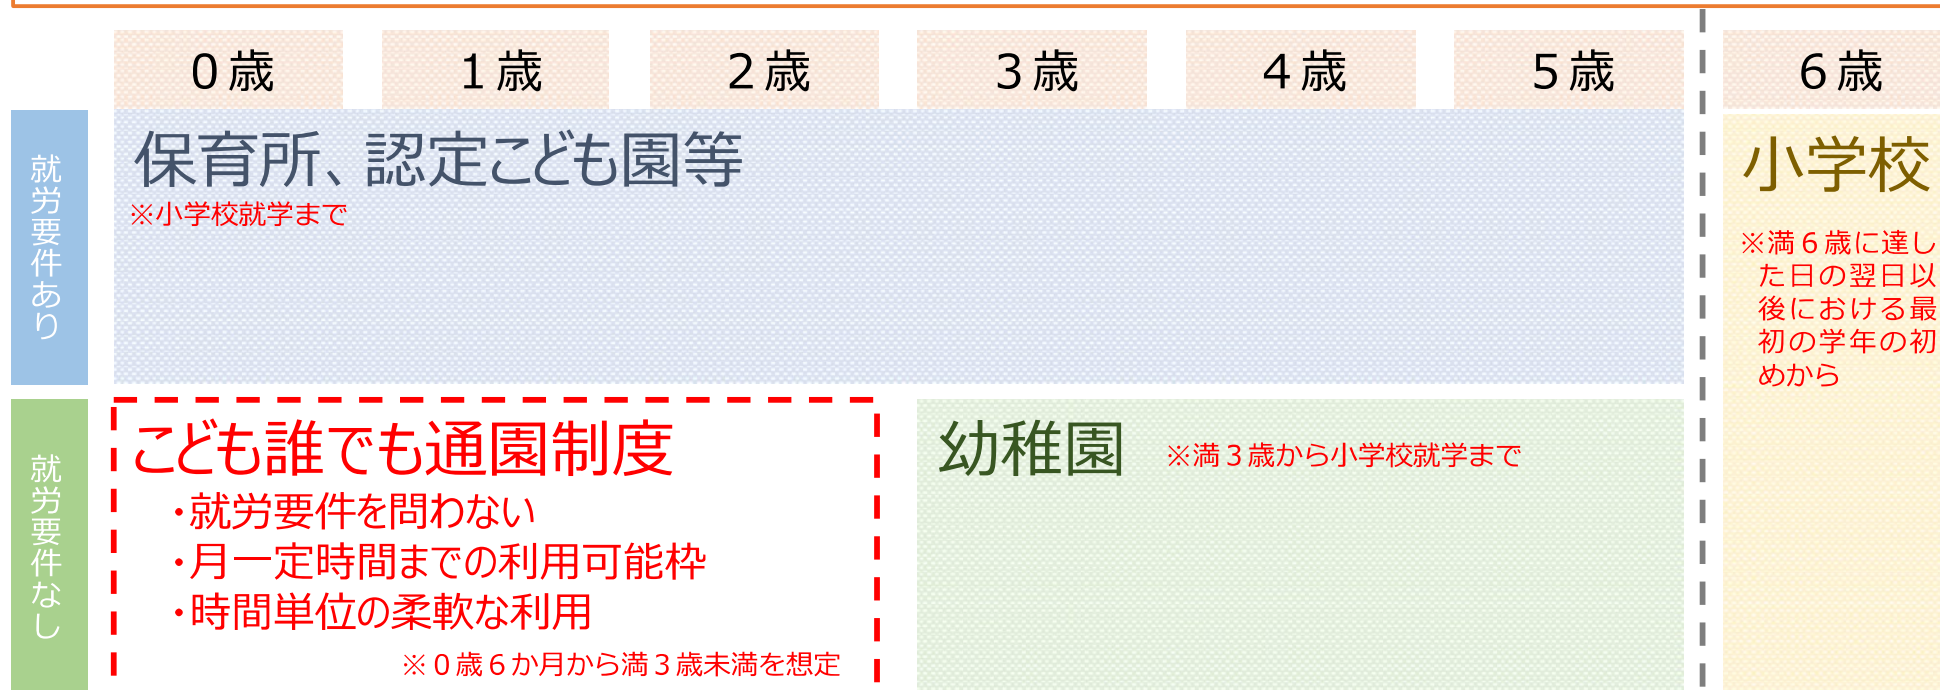 0歳
1歳
2歳
3歳
4歳
5歳
6歳
就労要件あり
保育所、認定こども園等
※小学校就学まで
小学校
※満6歳に達し
た日の翌日以
後における最
初の学年の初
めから
就労要件なし
こども誰でも通園制度
・就労要件を問わない
・月一定時間までの利用可能枠
・時間単位の柔軟な利用
※0歳6か月から満3歳未満を想定
幼稚園
※満3歳から小学校就学まで